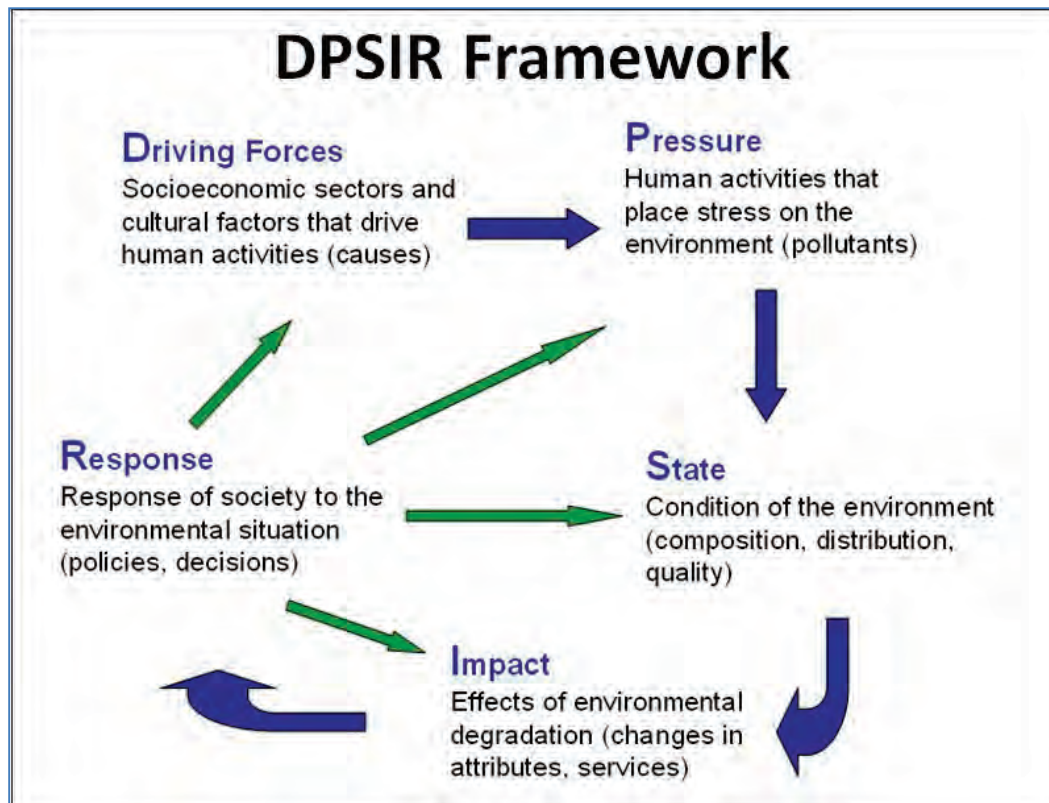 DPSIR Framework
Driving Forces
Socioeconomic sectors and
cultural factors that drive
human activities (causes)
Pressure
Human activities that
place stress on the
environment (pollutants)
Response
Response of society to the
environmental situation
(policies, decisions)
State
Condition of the environment
(composition, distribution,
quality)
Impact
Effects of environmental
degradation (changes in
attributes, services)